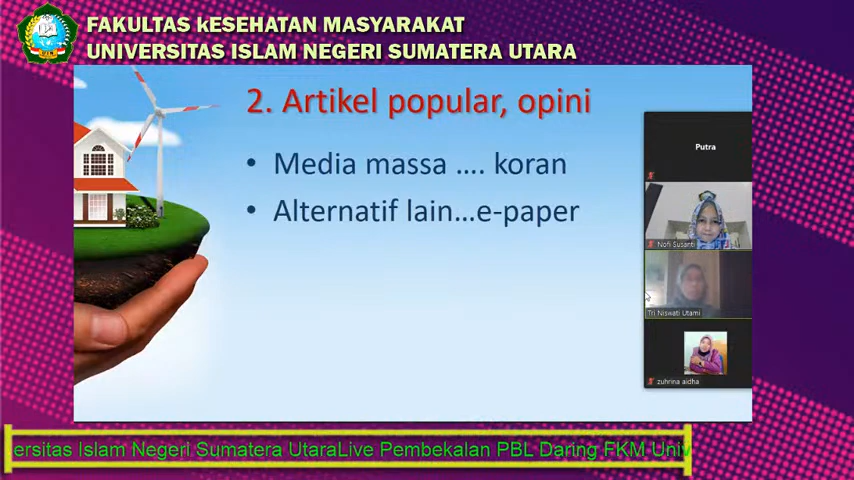 FAKULTAS kESEHATAN MASYARAKAT
UNIVERSITAS ISLAM NEGERI SUMATERA UTARA
2. Artikel popular, opini
• Media massa .... koran
• Alternatif lain...e-paper
Putra
Nofi Susanti
Tri Niswati Utami
zuhrina aidha
ersitas Islam Negeri Sumatera UtaraLive Pembekalan PBL Daring FKM Univ